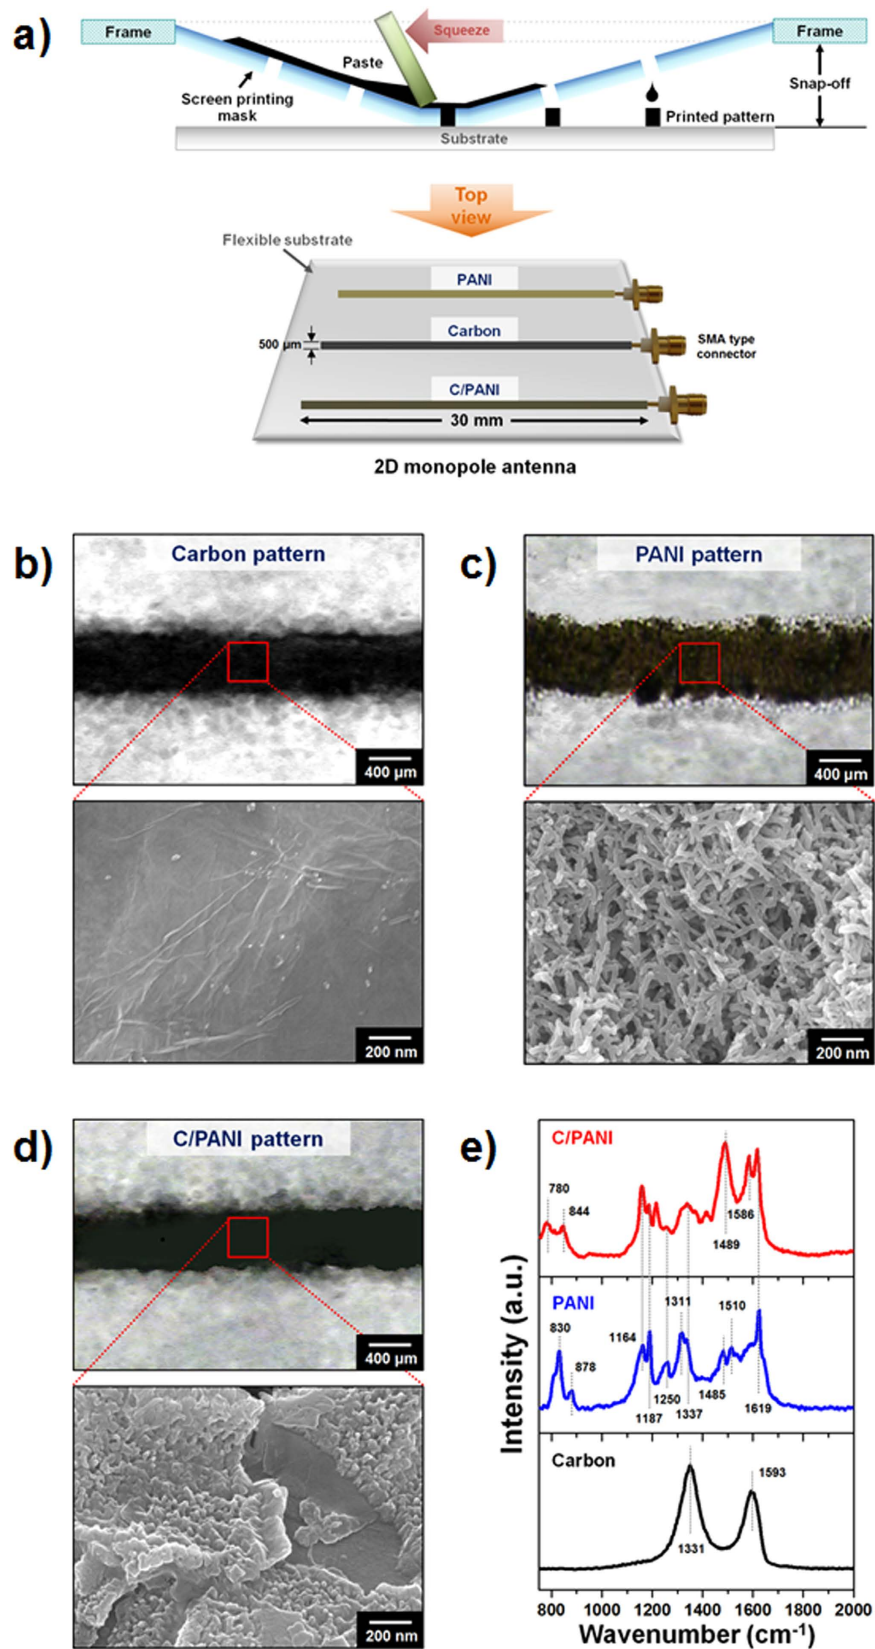 a)
Frame
Squeeze
Frame
Paste
Screen printing
mask
Snap-off
Printed pattern
Substrate
Top
view
Flexible substrate
PANI
Carbon
500 µm
SMA type
connector
C/PANI
30 mm
2D monopole antenna
b)
Carbon pattern
400 µm
200 nm
c)
PANI pattern
400 µm
200 nm
d)
C/PANI pattern
400 µm
200 nm
e)
C/PANI
780
844
1586
1489
PANI
1311
1510
830
1164
878
1250
1485
1187
1337
1619
Carbon
1593
1331
Intensity (a.u.)
800 1000 1200 1400 1600 1800 2000
Wavenumber (cm⁻¹)